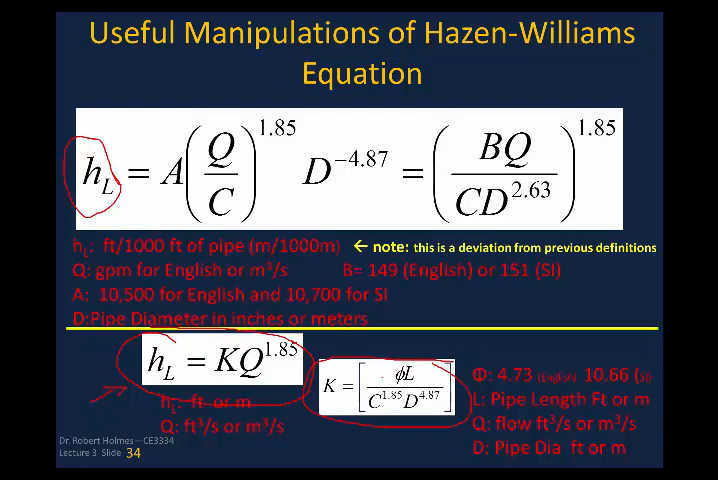 Useful Manipulations of Hazen-Williams
Equation
h_L = A(Q/C)^1.85 D^−4.87 = (BQ/CD^2.63)^1.85
h_L: ft/1000 ft of pipe (m/1000m) ← note: this is a deviation from previous definitions
Q: gpm for English or m³/s B= 149 (English) or 151 (SI)
A: 10,500 for English and 10,700 for SI
D:Pipe Diameter in inches or meters
h_L = KQ^1.85
K = [ϕL / C^1.85 D^4.87]
h_L: ft or m
Q: ft³/s or m³/s
Φ: 4.73 (English) 10.66 (SI)
L: Pipe Length Ft or m
Q: flow ft³/s or m³/s
D: Pipe Dia ft or m
Dr. Robert Holmes—CE3334
Lecture 3 Slide 34